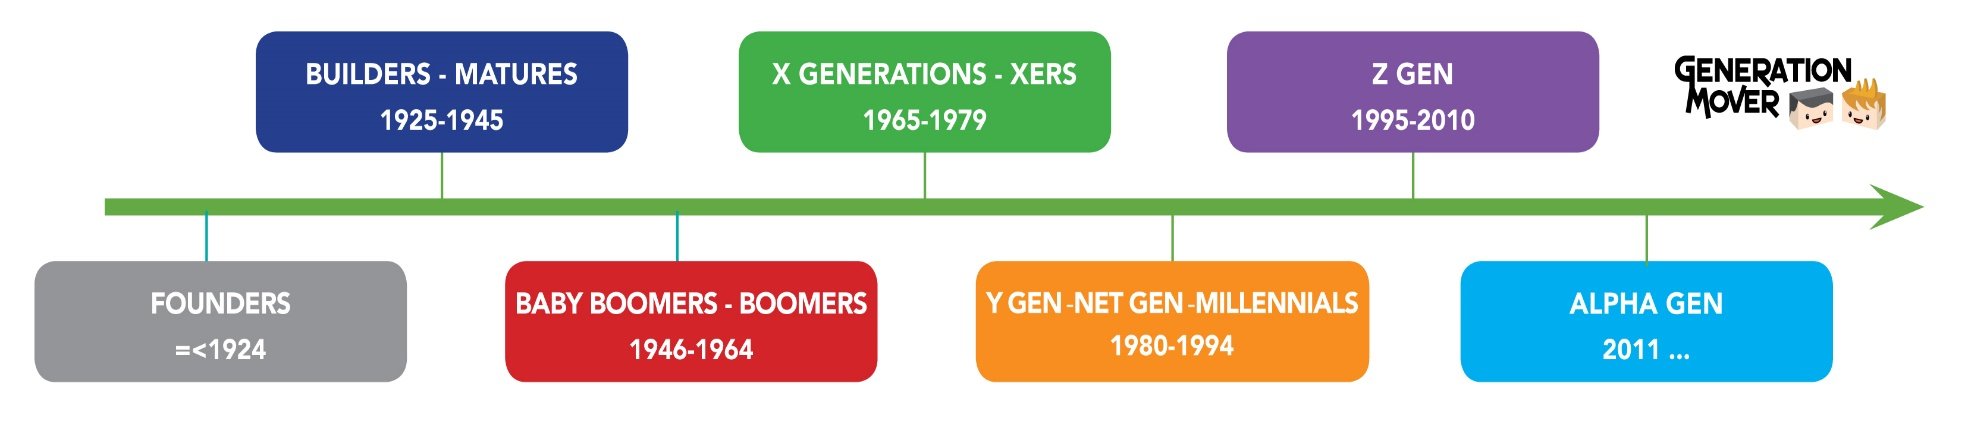 BUILDERS - MATURES
1925-1945
X GENERATIONS - XERS
1965-1979
Z GEN
1995-2010
GENERATION
MOVER
FOUNDERS
=<1924
BABY BOOMERS - BOOMERS
1946-1964
Y GEN -NET GEN -MILLENNIALS
1980-1994
ALPHA GEN
2011 ...